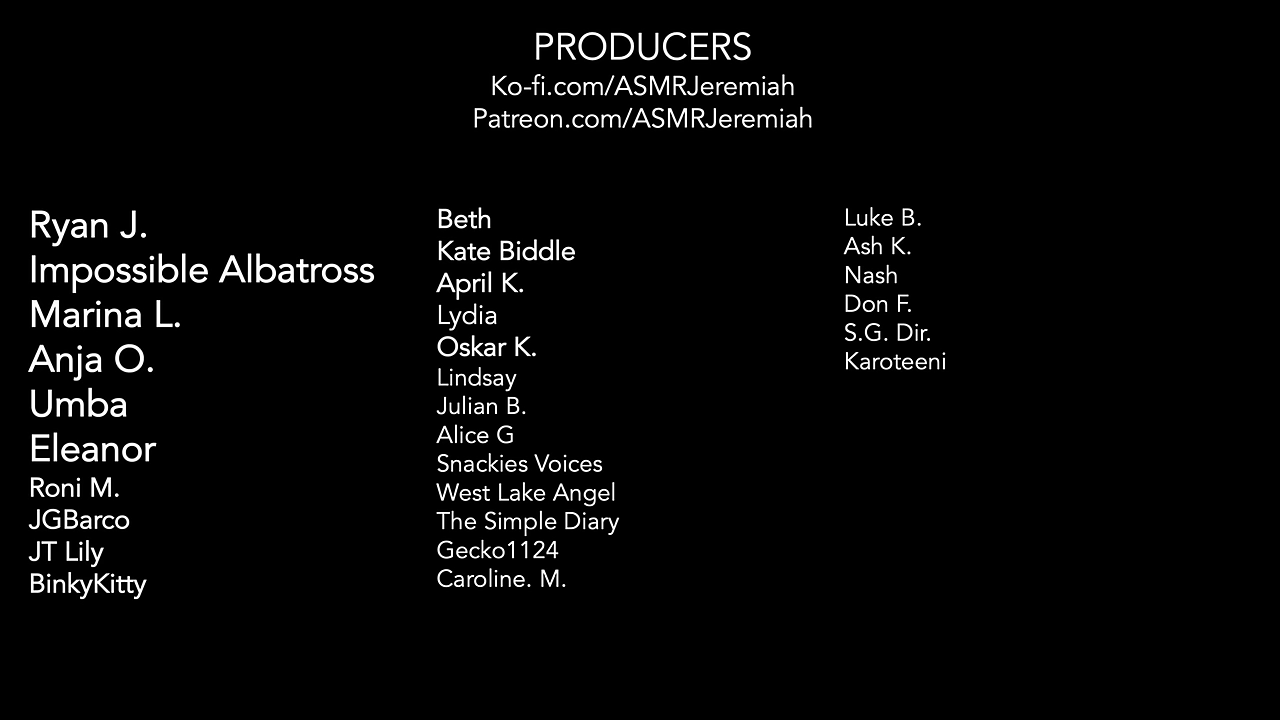 PRODUCERS
Ko-fi.com/ASMRJeremiah
Patreon.com/ASMRJeremiah
Ryan J.
Impossible Albatross
Marina L.
Anja O.
Umba
Eleanor
Roni M.
JGBarco
JT Lily
BinkyKitty
Beth
Kate Biddle
April K.
Lydia
Oskar K.
Lindsay
Julian B.
Alice G
Snackies Voices
West Lake Angel
The Simple Diary
Gecko1124
Caroline. M.
Luke B.
Ash K.
Nash
Don F.
S.G. Dir.
Karoteeni